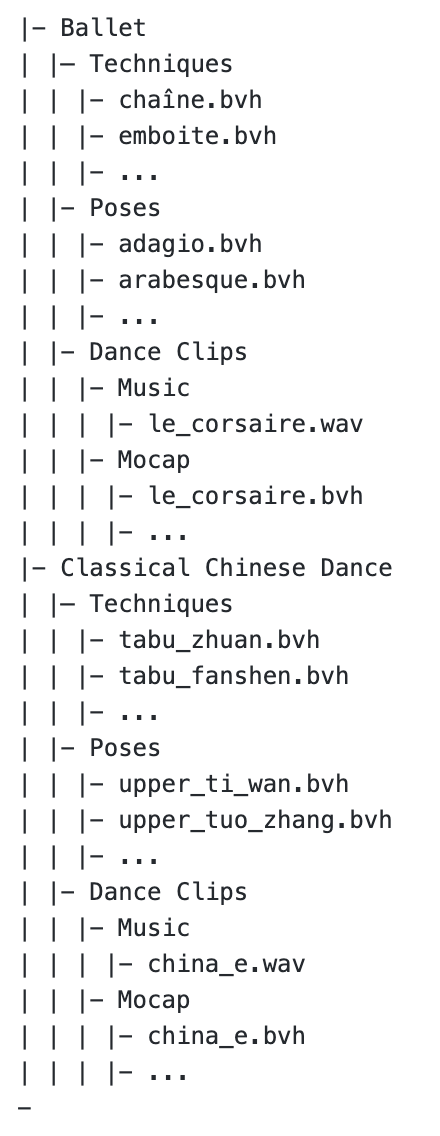 |– Ballet
| |– Techniques
| | |– chaîne.bvh
| | |– emboite.bvh
| | |– ...
| |– Poses
| | |– adagio.bvh
| | |– arabesque.bvh
| | |– ...
| |– Dance Clips
| | |– Music
| | | |– le_corsaire.wav
| | |– Mocap
| | | |– le_corsaire.bvh
| | | |– ...
|– Classical Chinese Dance
| |– Techniques
| | |– tabu_zhuan.bvh
| | |– tabu_fanshen.bvh
| | |– ...
| |– Poses
| | |– upper_ti_wan.bvh
| | |– upper_tuo_zhang.bvh
| | |– ...
| |– Dance Clips
| | |– Music
| | | |– china_e.wav
| | |– Mocap
| | | |– china_e.bvh
| | | |– ...
–